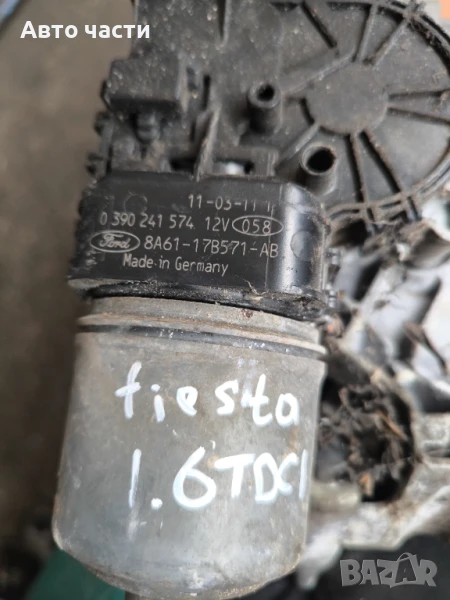 Авто части
11-03-11 1
0 390 241 574 12V 058
Ford 8A61-17B571-AB
Made in Germany
fiesta
1.6TDCI
BAZAR